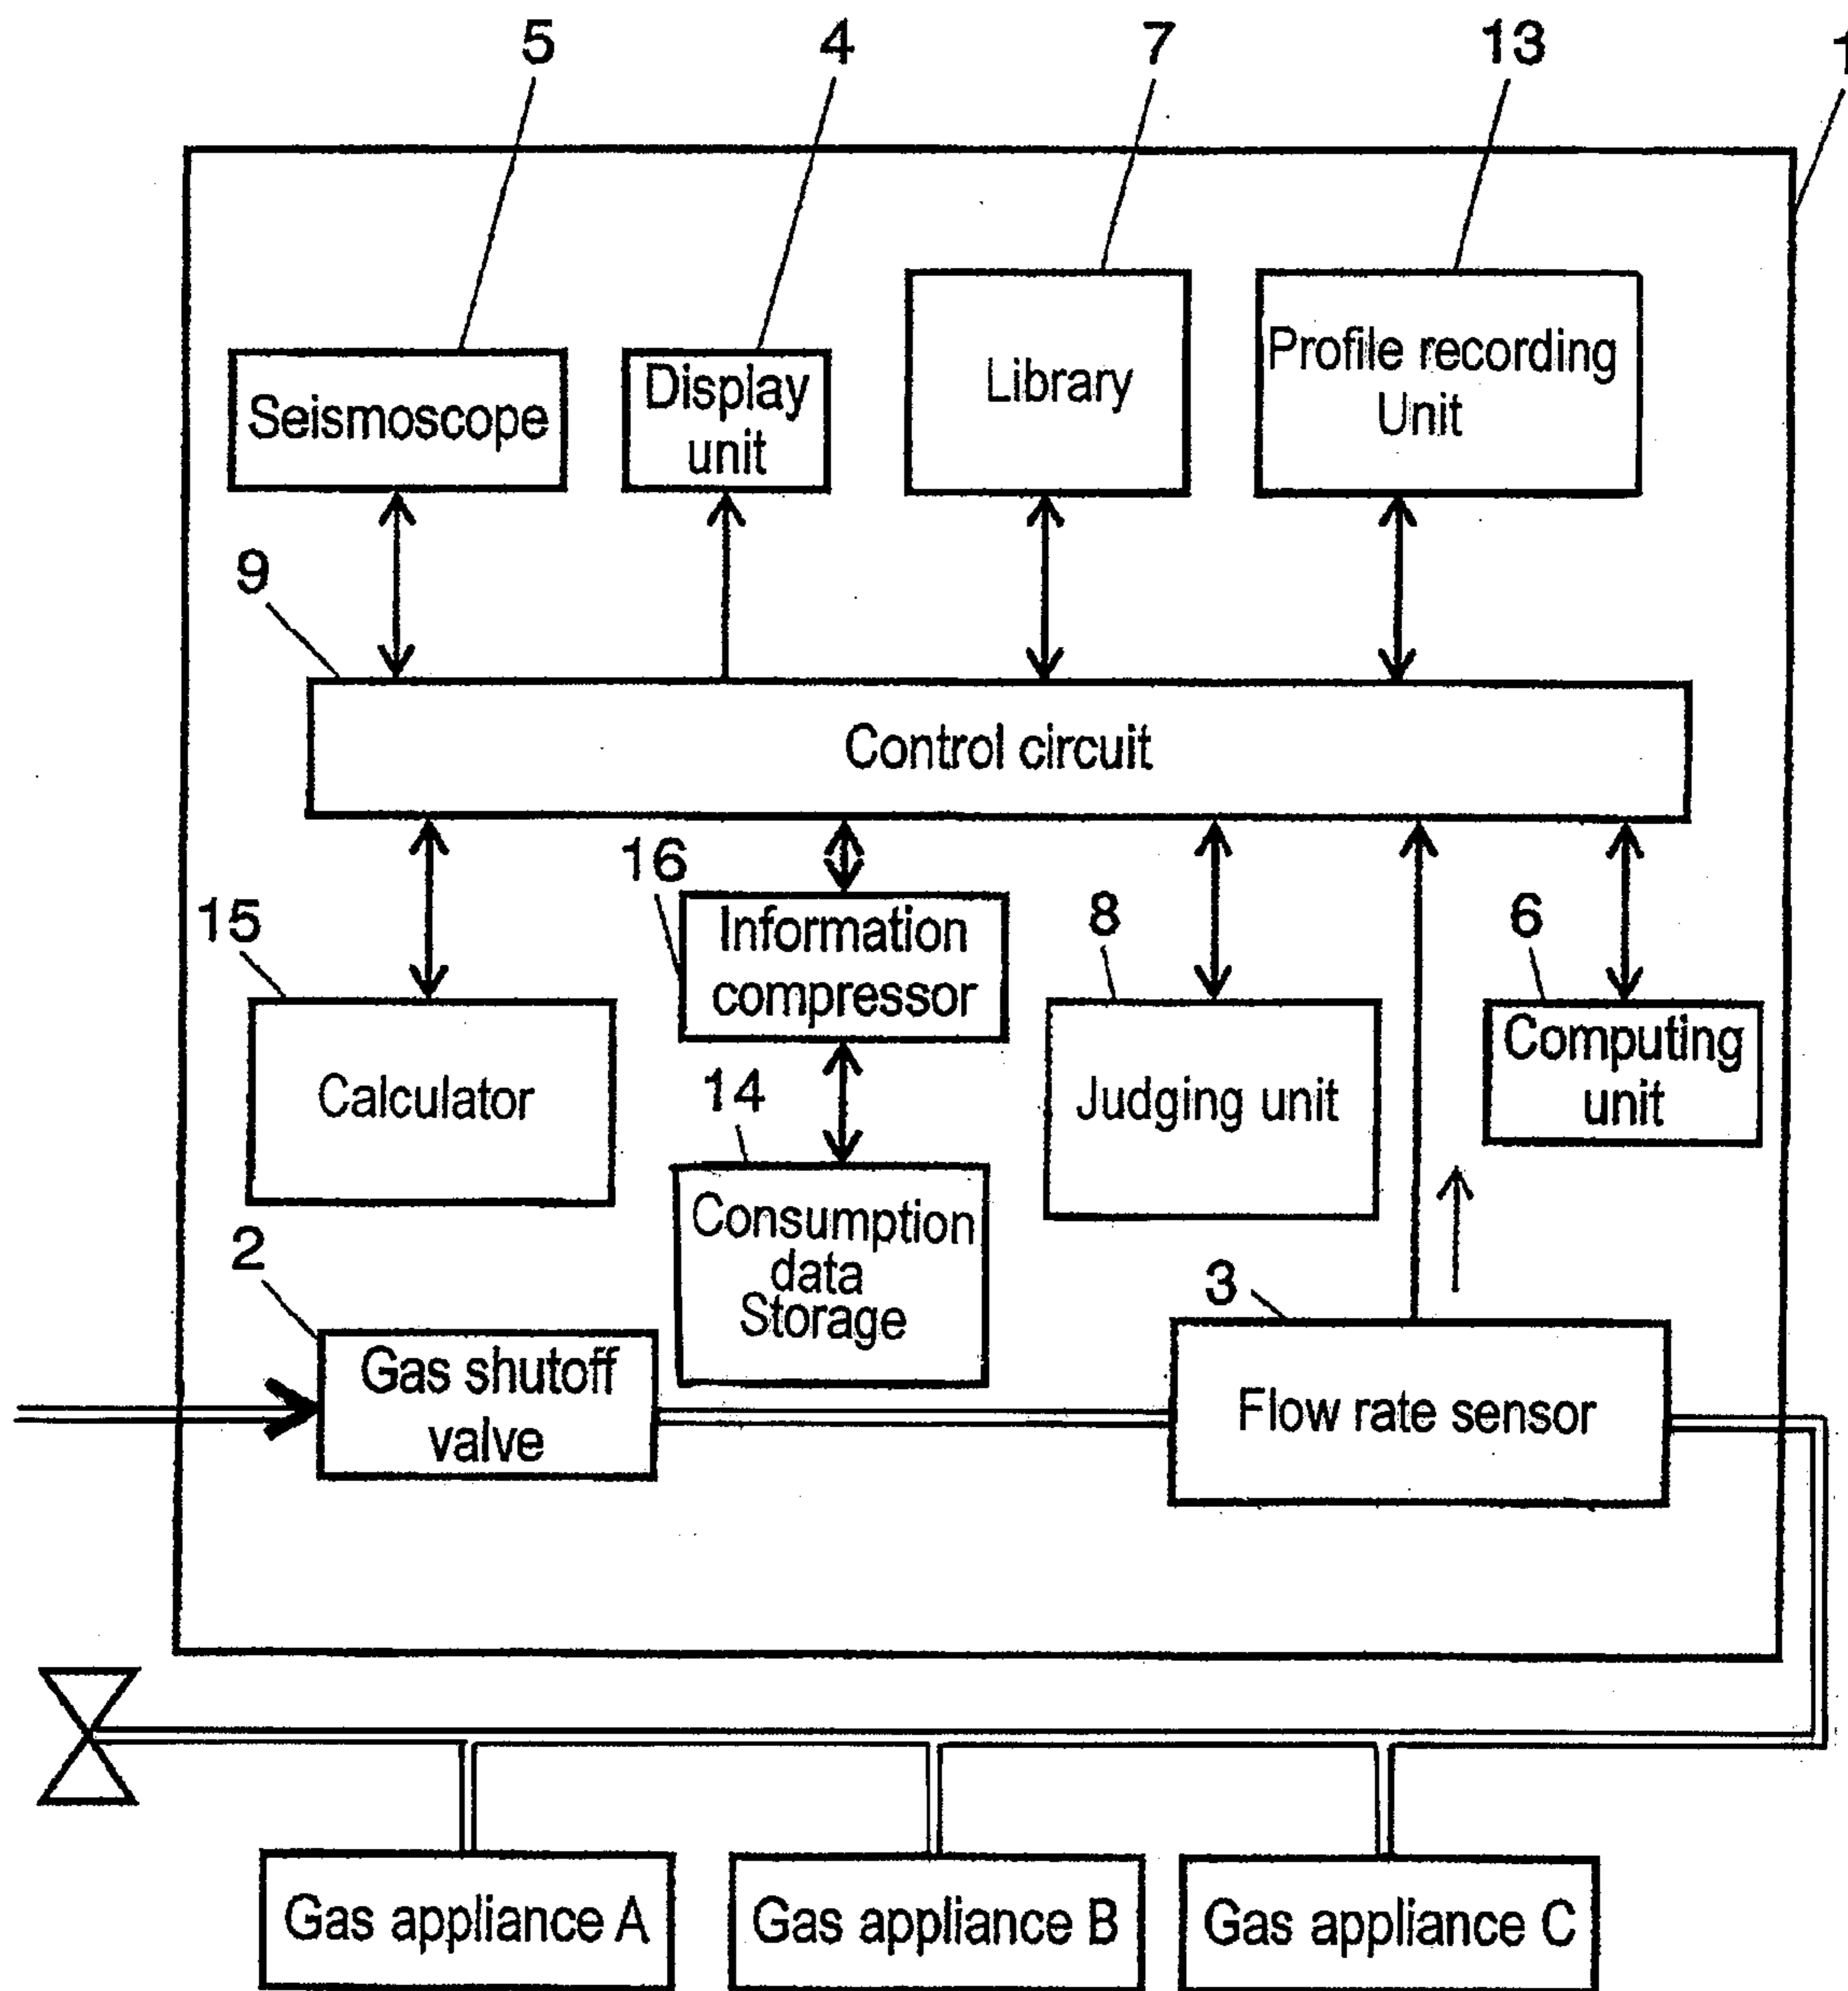 5
4
7
13
1
Seismoscope
Display
unit
Library
Profile recording
Unit
9
Control circuit
15
16
8
6
Calculator
Information
compressor
Judging unit
Computing
unit
14
Consumption
data
Storage
2
3
Gas shutoff
valve
Flow rate sensor
Gas appliance A
Gas appliance B
Gas appliance C